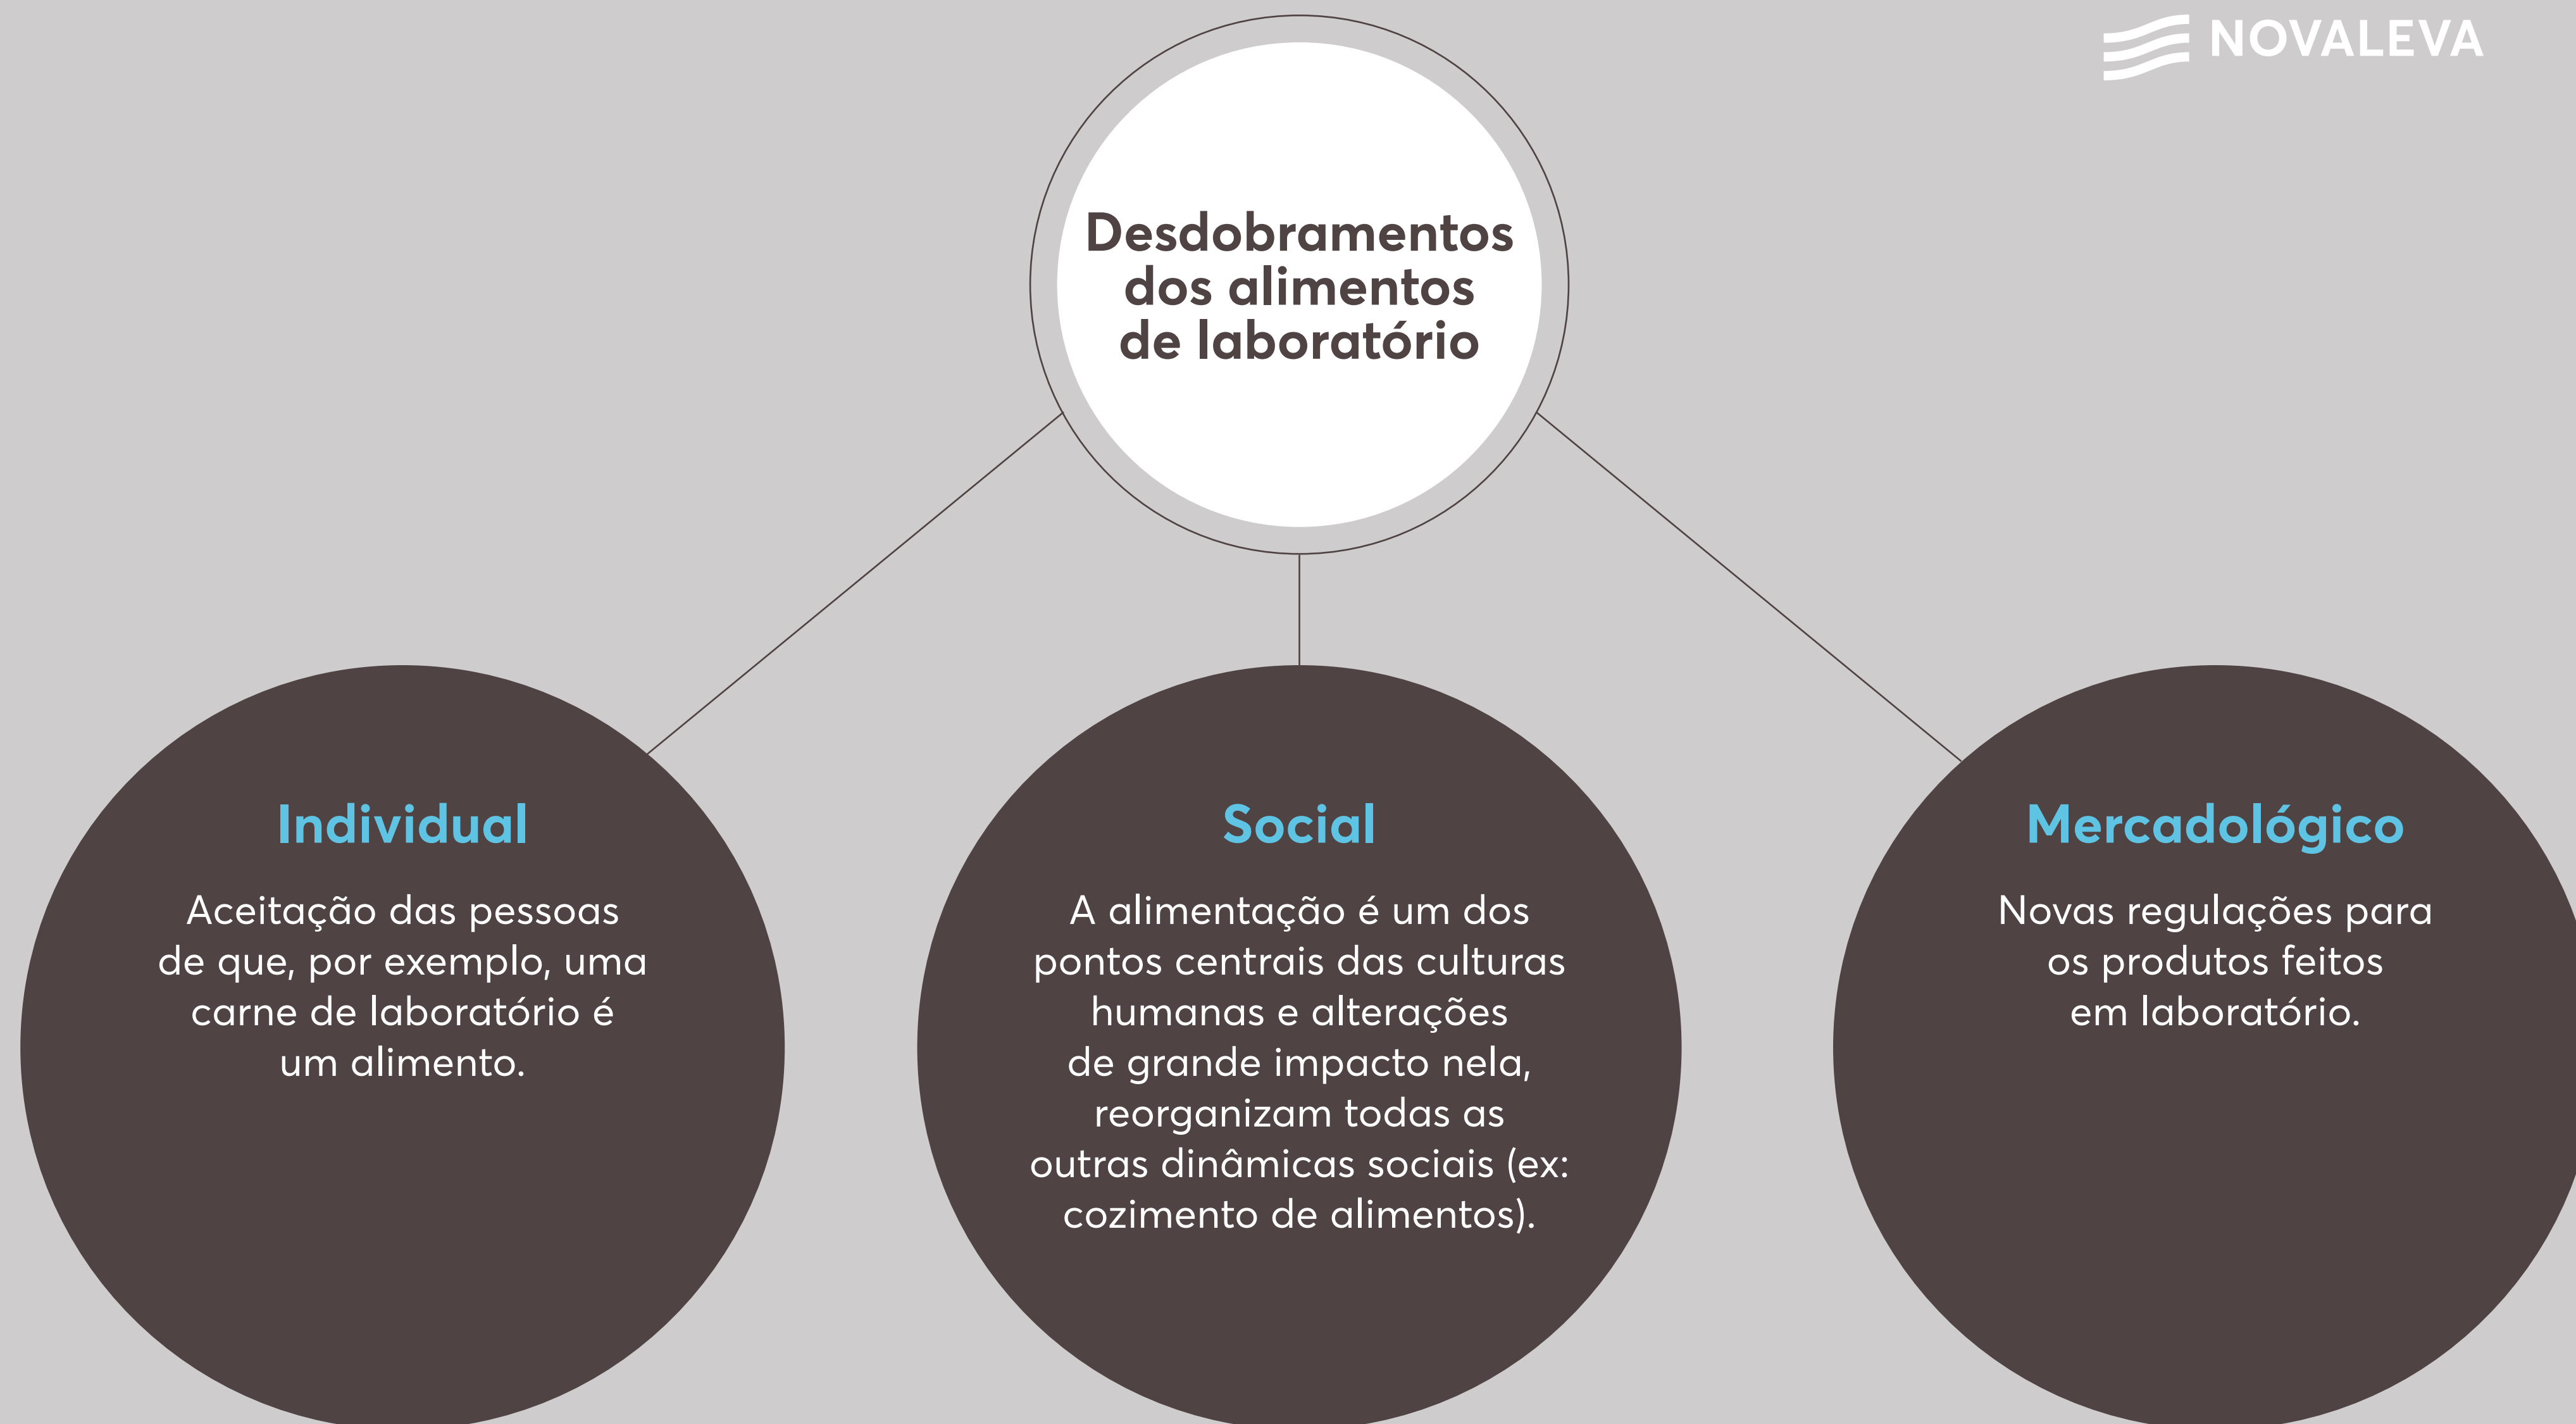 NOVALEVA
Desdobramentos
dos alimentos
de laboratório
Individual
Aceitação das pessoas
de que, por exemplo, uma
carne de laboratório é
um alimento.
Social
A alimentação é um dos
pontos centrais das culturas
humanas e alterações
de grande impacto nela,
reorganizam todas as
outras dinâmicas sociais (ex:
cozimento de alimentos).
Mercadológico
Novas regulações para
os produtos feitos
em laboratório.